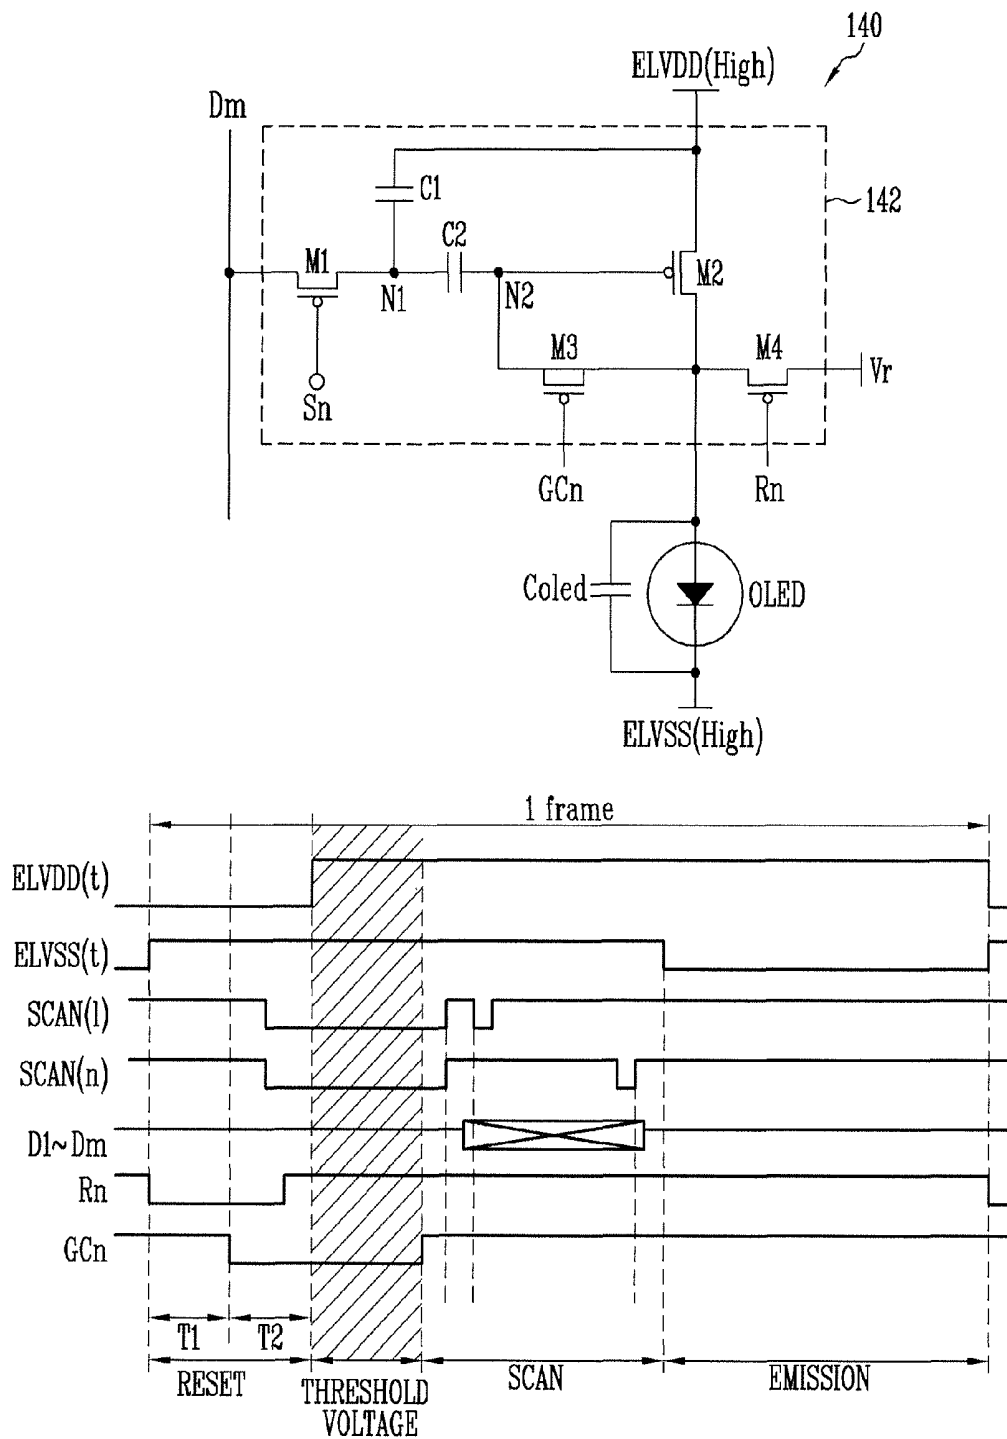 140
ELVDD(High)
Dm
C1
142
C2
M1
M2
N1
N2
M3
M4
Vr
Sn
GCn
Rn
Coled
OLED
ELVSS(High)
1 frame
ELVDD(t)
ELVSS(t)
SCAN(1)
SCAN(n)
D1~Dm
Rn
GCn
T1
T2
RESET
THRESHOLD
VOLTAGE
SCAN
EMISSION